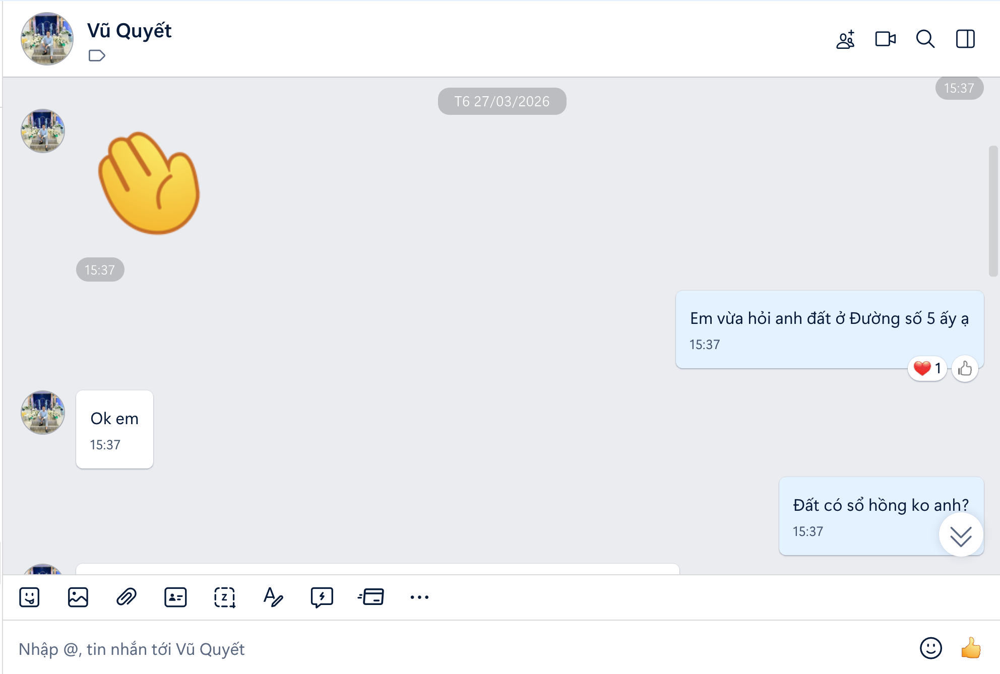 Vũ Quyết
15:37
T6 27/03/2026
15:37
Em vừa hỏi anh đất ở Đường số 5 ấy ạ
15:37
1
Ok em
15:37
Đất có sổ hồng ko anh?
15:37
Nhập @, tin nhắn tới Vũ Quyết